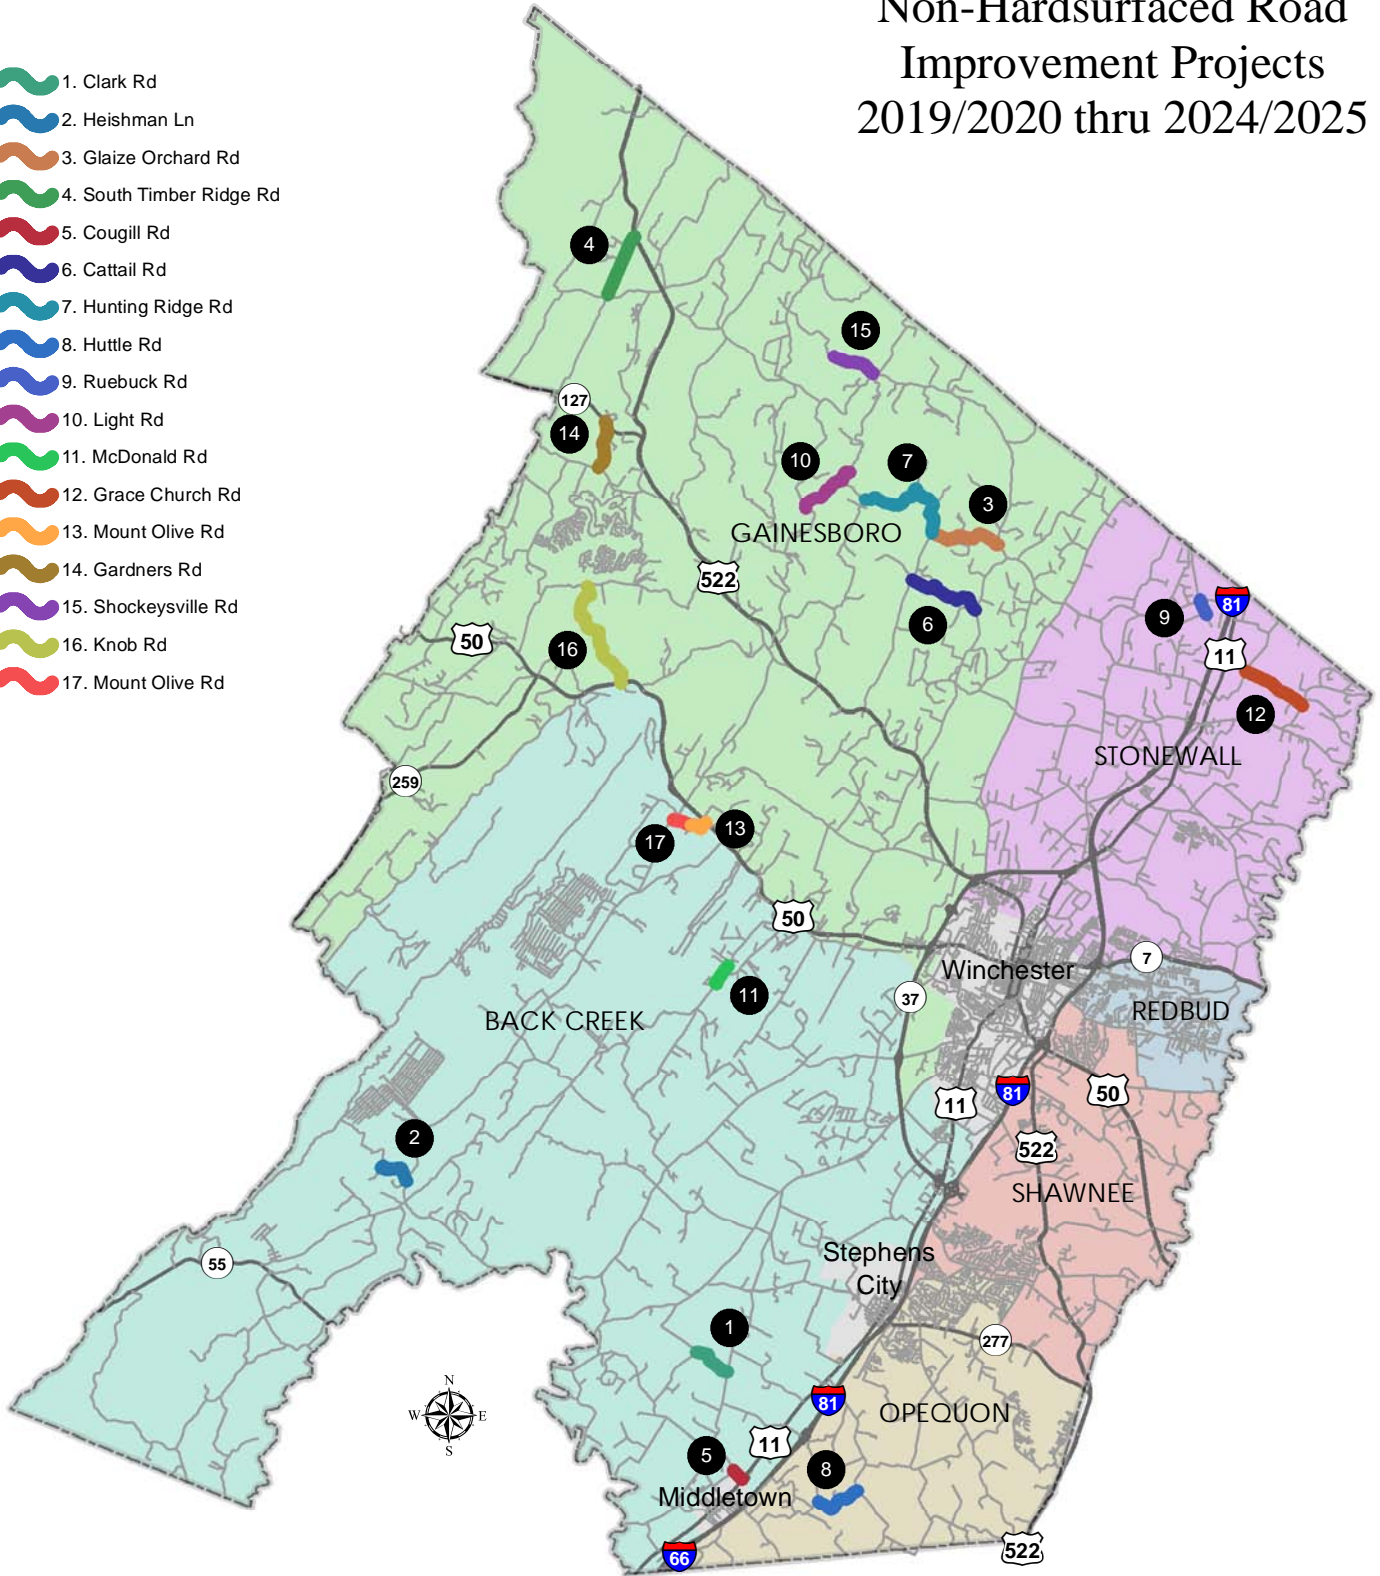 Non-Hardsurfaced Road
Improvement Projects
2019/2020 thru 2024/2025
1. Clark Rd
2. Heishman Ln
3. Glaize Orchard Rd
4. South Timber Ridge Rd
5. Cougill Rd
6. Cattail Rd
7. Hunting Ridge Rd
8. Huttle Rd
9. Ruebuck Rd
10. Light Rd
11. McDonald Rd
12. Grace Church Rd
13. Mount Olive Rd
14. Gardners Rd
15. Shockeysville Rd
16. Knob Rd
17. Mount Olive Rd
4
15
127
14
10
7
3
GAINESBORO
522
6
9
81
11
50
16
12
STONEWALL
259
17
13
50
Winchester
7
37
11
REDBUD
BACK CREEK
81
50
11
2
522
SHAWNEE
Stephens
City
55
1
277
N
W
E
S
81
OPEQUON
11
5
8
Middletown
522
66